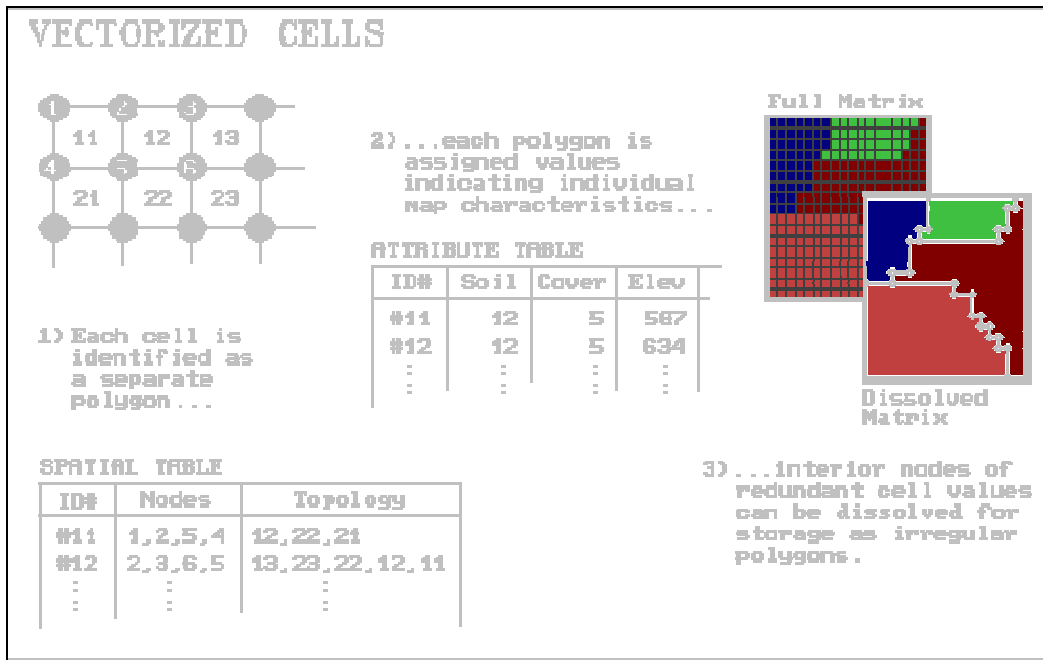 VECTORIZED CELLS
1 2 3
11 12 13
4 5 6
21 22 23
1) Each cell is
identified as
a separate
polygon...
2)...each polygon is
assigned values
indicating individual
map characteristics...
ATTRIBUTE TABLE
ID# Soil Cover Elev
#11 12 5 567
#12 12 5 634
: : : :
: : : :
Full Matrix
Dissolved
Matrix
SPATIAL TABLE
ID# Nodes Topology
#11 1,2,5,4 12,22,21
#12 2,3,6,5 13,23,22,12,11
: : :
: : :
3)...interior nodes of
redundant cell values
can be dissolved for
storage as irregular
polygons.